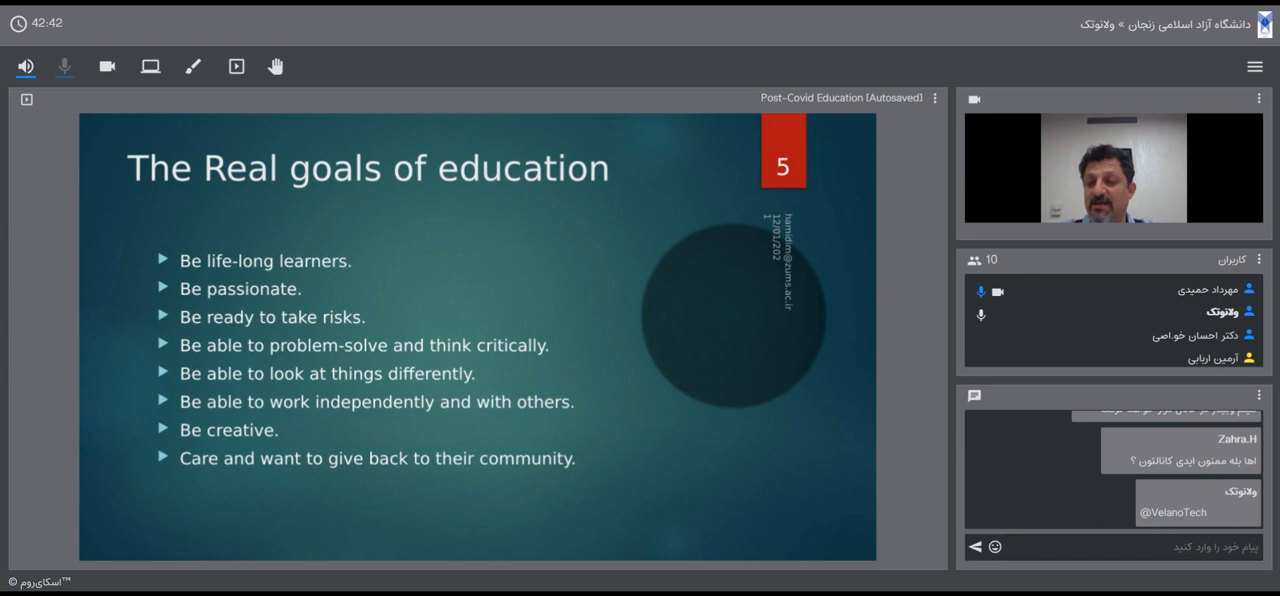 42:42
دانشگاه آزاد اسلامی زنجان » ولانوتک
Post-Covid Education [Autosaved]
The Real goals of education
5
hamidim@zums.ac.ir
12/01/202
1
Be life-long learners.
Be passionate.
Be ready to take risks.
Be able to problem-solve and think critically.
Be able to look at things differently.
Be able to work independently and with others.
Be creative.
Care and want to give back to their community.
10
کاربران
مهرداد حمیدی
ولانوتک
دکتر احسان خو.اصی
آرمین اربابی
Zahra.H
اها بله ممنون ایدی کانالتون ؟
ولانوتک
@VelanoTech
پیام خود را وارد کنید
© اسکای‌روم™